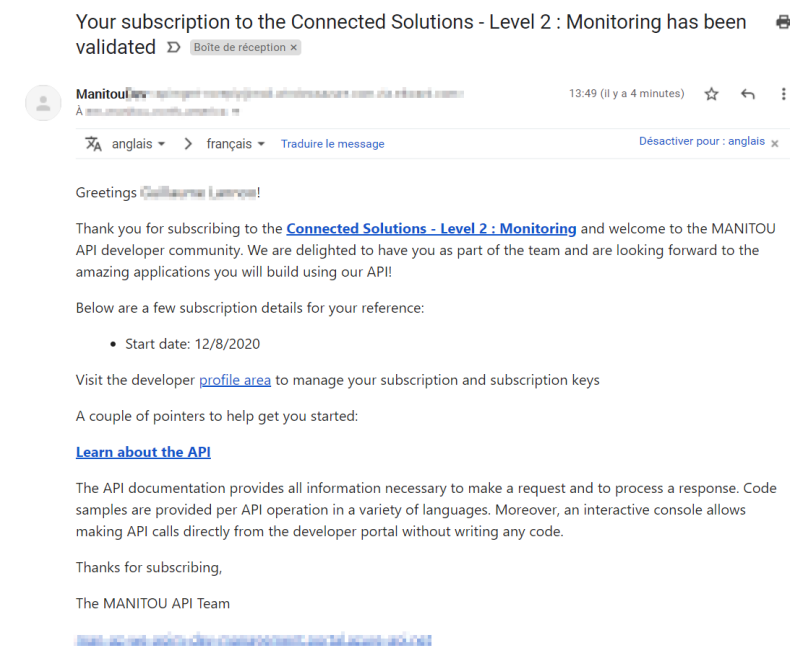 Your subscription to the Connected Solutions - Level 2 : Monitoring has been
validated Boîte de réception ×
Manitou 13:49 (il y a 4 minutes)
À
anglais > français Traduire le message Désactiver pour : anglais ×
Greetings !
Thank you for subscribing to the Connected Solutions - Level 2 : Monitoring and welcome to the MANITOU
API developer community. We are delighted to have you as part of the team and are looking forward to the
amazing applications you will build using our API!
Below are a few subscription details for your reference:
• Start date: 12/8/2020
Visit the developer profile area to manage your subscription and subscription keys
A couple of pointers to help get you started:
Learn about the API
The API documentation provides all information necessary to make a request and to process a response. Code
samples are provided per API operation in a variety of languages. Moreover, an interactive console allows
making API calls directly from the developer portal without writing any code.
Thanks for subscribing,
The MANITOU API Team